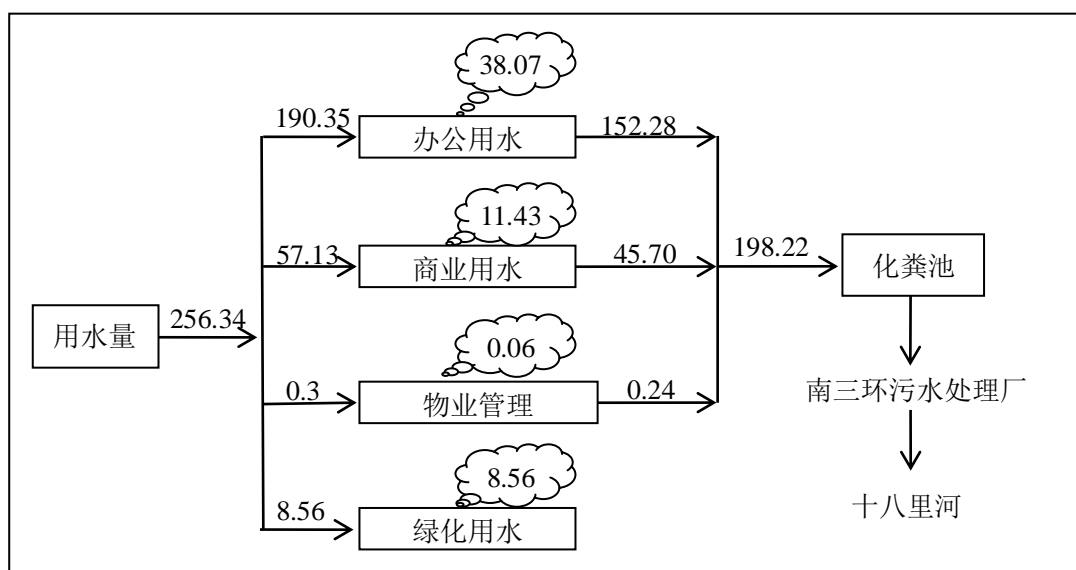 38.07
190.35
办公用水
152.28
11.43
57.13
商业用水
45.70
198.22
化粪池
用水量
256.34
0.06
0.3
物业管理
0.24
南三环污水处理厂
8.56
8.56
绿化用水
十八里河